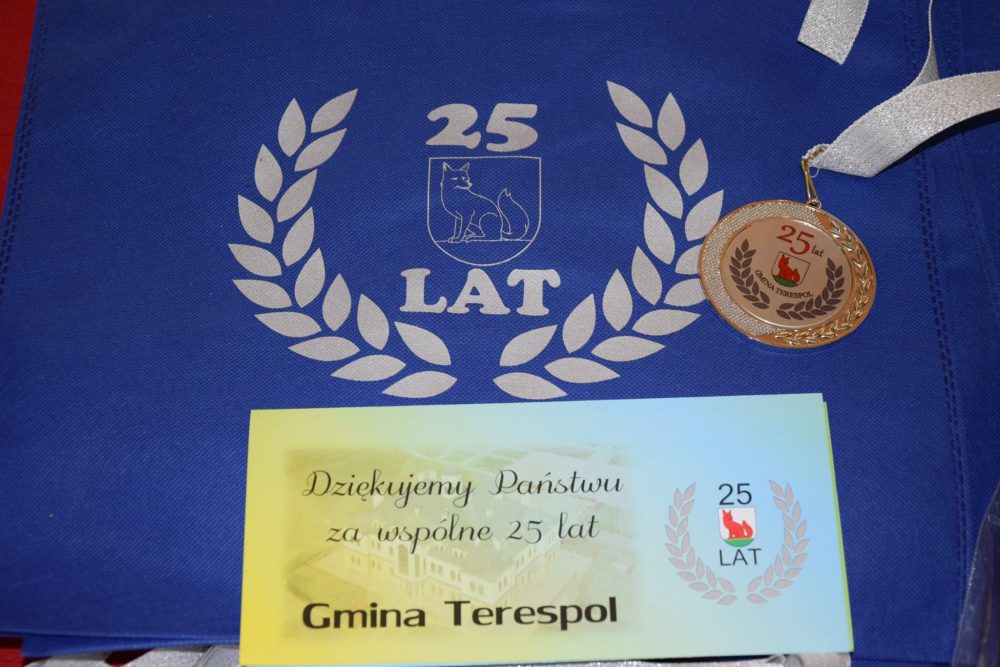 25
LAT
25 lat
GMINA TERESPOL
Dziękujemy Państwu
za wspólne 25 lat
Gmina Terespol
25
LAT